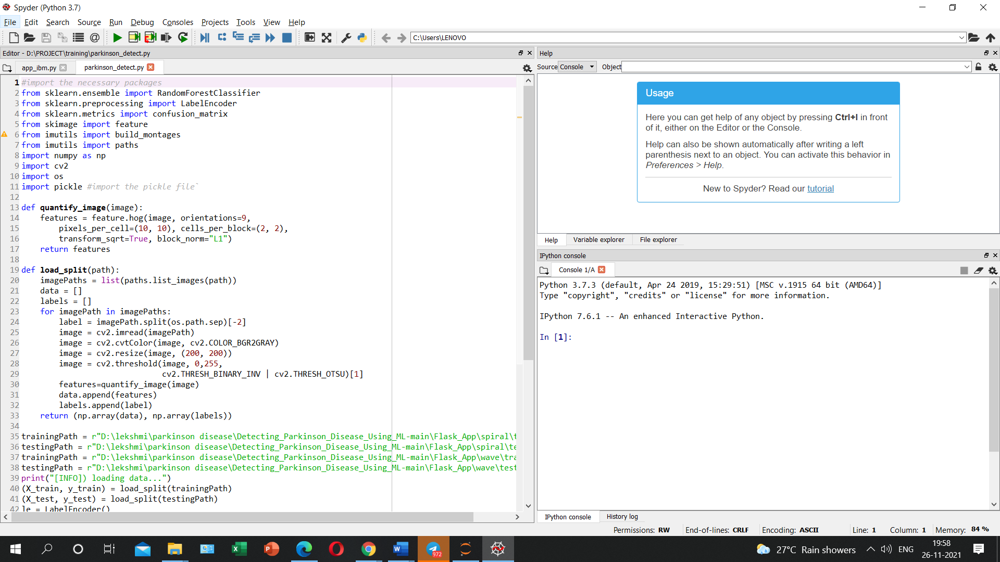 Spyder (Python 3.7)
File Edit Search Source Run Debug Consoles Projects Tools View Help
C:\Users\LENOVO
Editor - D:\PROJECT\training\parkinson_detect.py
app_ibm.py parkinson_detect.py
1 #import the necessary packages
2 from sklearn.ensemble import RandomForestClassifier
3 from sklearn.preprocessing import LabelEncoder
4 from sklearn.metrics import confusion_matrix
5 from skimage import feature
6 from imutils import build_montages
7 from imutils import paths
8 import numpy as np
9 import cv2
10 import os
11 import pickle #import the pickle file`
12
13 def quantify_image(image):
14 features = feature.hog(image, orientations=9,
15 pixels_per_cell=(10, 10), cells_per_block=(2, 2),
16 transform_sqrt=True, block_norm="L1")
17 return features
18
19 def load_split(path):
20 imagePaths = list(paths.list_images(path))
21 data = []
22 labels = []
23 for imagePath in imagePaths:
24 label = imagePath.split(os.path.sep)[-2]
25 image = cv2.imread(imagePath)
26 image = cv2.cvtColor(image, cv2.COLOR_BGR2GRAY)
27 image = cv2.resize(image, (200, 200))
28 image = cv2.threshold(image, 0,255,
29 cv2.THRESH_BINARY_INV | cv2.THRESH_OTSU)[1]
30 features=quantify_image(image)
31 data.append(features)
32 labels.append(label)
33 return (np.array(data), np.array(labels))
34
35 trainingPath = r"D:\lekshmi\parkinson disease\Detecting_Parkinson_Disease_Using_ML-main\Flask_App\spiral\t
36 testingPath = r"D:\lekshmi\parkinson disease\Detecting_Parkinson_Disease_Using_ML-main\Flask_App\spiral\te
37 trainingPath = r"D:\lekshmi\parkinson disease\Detecting_Parkinson_Disease_Using_ML-main\Flask_App\wave\tra
38 testingPath = r"D:\lekshmi\parkinson disease\Detecting_Parkinson_Disease_Using_ML-main\Flask_App\wave\test
39 print("[INFO]) loading data...")
40 (X_train, y_train) = load_split(trainingPath)
41 (X_test, y_test) = load_split(testingPath)
42 le = LabelEncoder()
Help
Source Console Object
Usage
Here you can get help of any object by pressing Ctrl+I in front
of it, either on the Editor or the Console.
Help can also be shown automatically after writing a left
parenthesis next to an object. You can activate this behavior in
Preferences > Help.
New to Spyder? Read our tutorial
Help Variable explorer File explorer
IPython console
Console 1/A
Python 3.7.3 (default, Apr 24 2019, 15:29:51) [MSC v.1915 64 bit (AMD64)]
Type "copyright", "credits" or "license" for more information.
IPython 7.6.1 -- An enhanced Interactive Python.
In [1]:
IPython console History log
Permissions: RW End-of-lines: CRLF Encoding: ASCII Line: 1 Column: 1 Memory: 84 %
972
27°C Rain showers ENG
19:58
26-11-2021